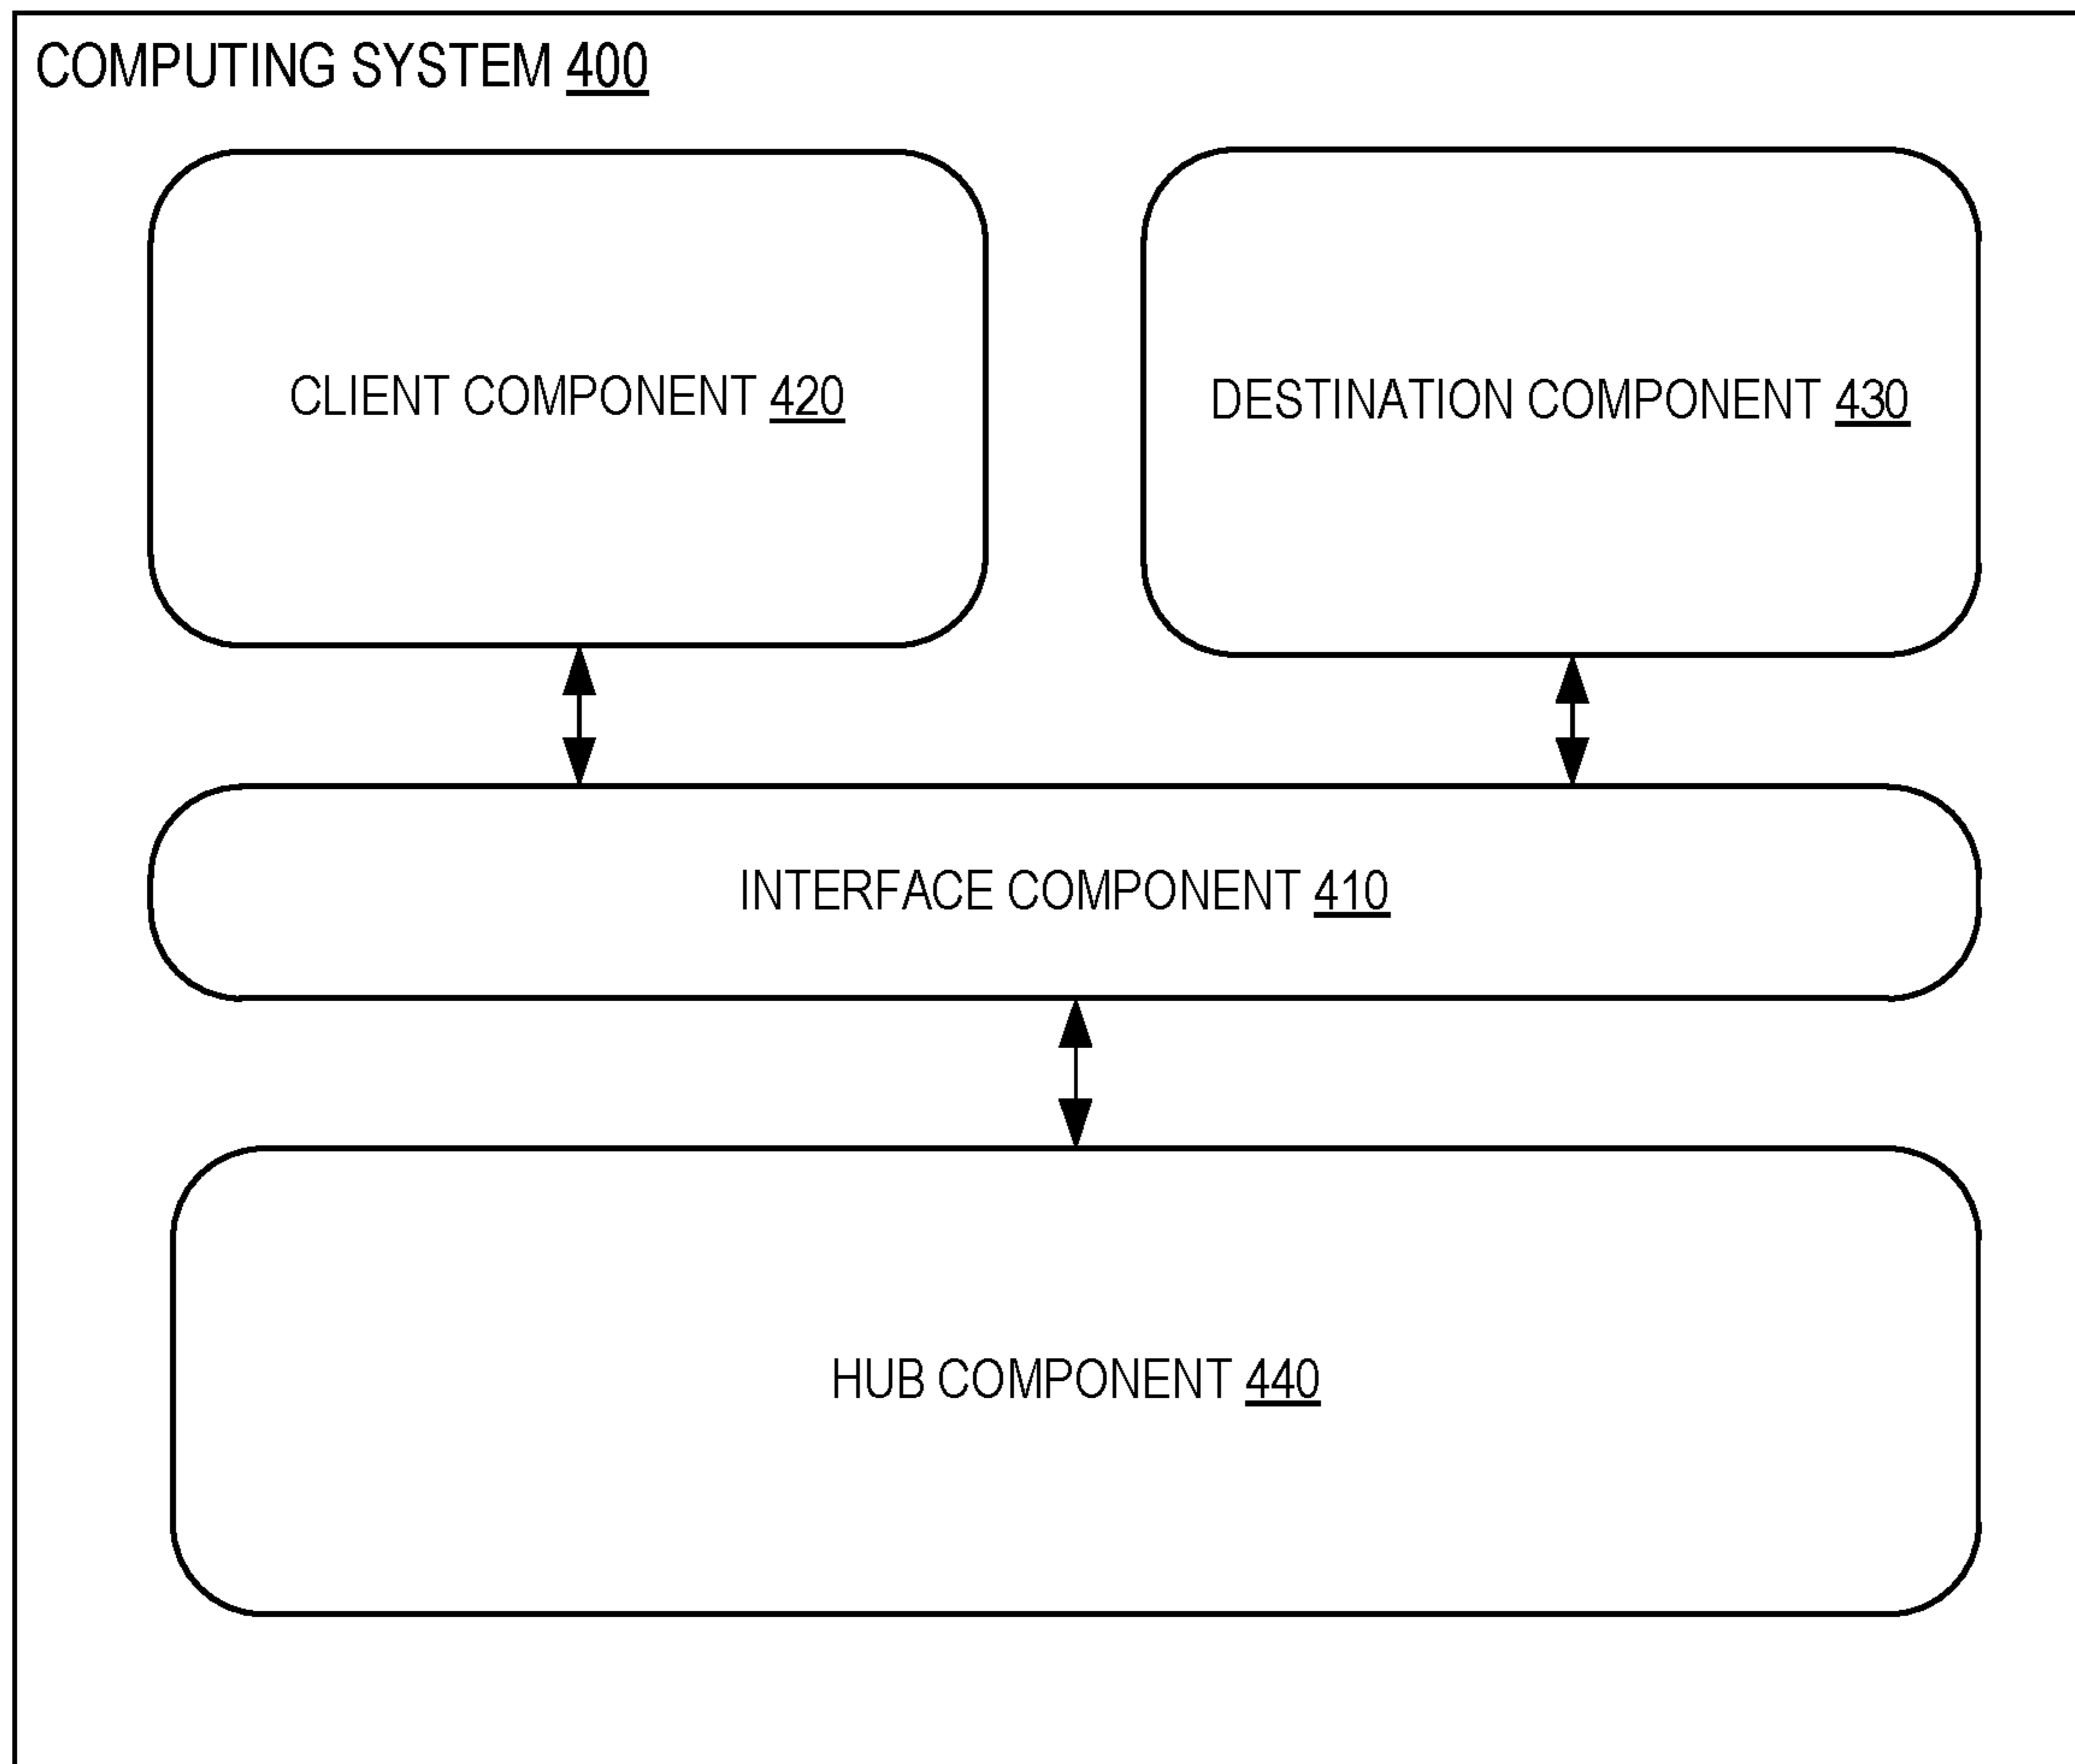 COMPUTING SYSTEM 400
CLIENT COMPONENT 420
DESTINATION COMPONENT 430
INTERFACE COMPONENT 410
HUB COMPONENT 440